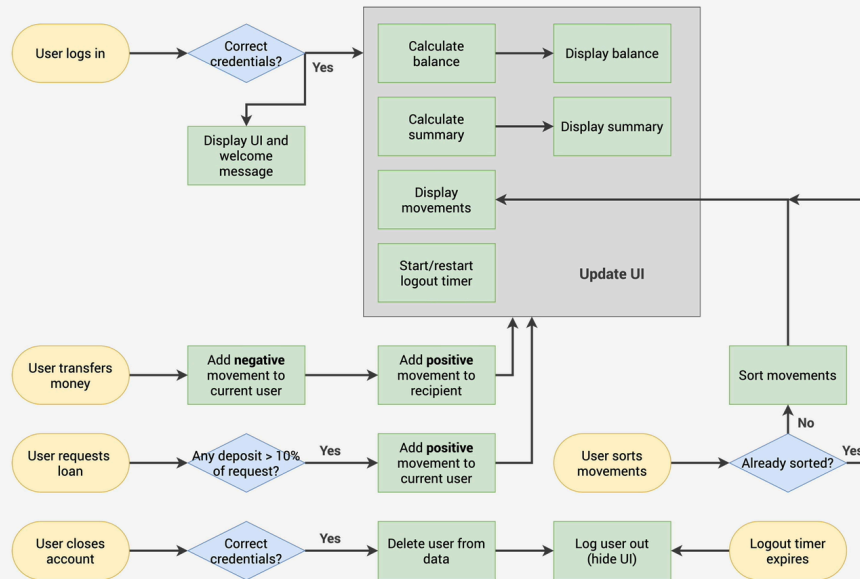 User logs in
Correct
credentials?
Yes
Display UI and
welcome
message
Calculate
balance
Display balance
Calculate
summary
Display summary
Display
movements
Start/restart
logout timer
Update UI
User transfers
money
Add negative
movement to
current user
Add positive
movement to
recipient
Sort movements
No
User requests
loan
Any deposit > 10%
of request?
Yes
Add positive
movement to
current user
User sorts
movements
Already sorted?
Yes
User closes
account
Correct
credentials?
Yes
Delete user from
data
Log user out
(hide UI)
Logout timer
expires